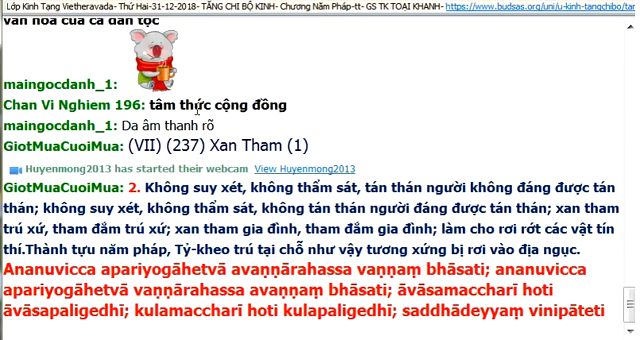 Lớp Kinh Tạng Vietheravada- Thứ Hai-31-12-2018- TĂNG CHI BỘ KINH- Chương Năm Pháp-tt- GS TK TOẠI KHANH- https://www.budsas.org/uni/u-kinh-tangchibo/tan
văn hóa của cả dân tộc
maingocdanh_1:
Chan Vi Nghiem 196: tâm thực cộng đồng
maingocdanh_1: Da âm thanh rõ
GiotMuaCuoiMua: (VII) (237) Xan Tham (1)
Huyenmong2013 has started their webcam View Huyenmong2013
GiotMuaCuoiMua: 2. Không suy xét, không thẩm sát, tán thán người không đáng được tán
thán; không suy xét, không thẩm sát, không tán thán người đáng được tán thán; xan tham
trú xứ, tham đắm trú xứ; xan tham gia đình, tham đắm gia đình; làm cho rơi rớt các vật tín
thí.Thành tựu năm pháp, Tỷ-kheo trú tại chỗ như vậy tương xứng bị rơi vào địa ngục.
Ananuvicca apariyogāhetvā avaṇṇārahassa vaṇṇaṃ bhāsati; ananuvicca
apariyogāhetvā vaṇṇārahassa avaṇṇaṃ bhāsati; āvāsamaccharī hoti
āvāsapaligedhī; kulamaccharī hoti kulapaligedhī; saddhādeyyaṃ vinipāteti